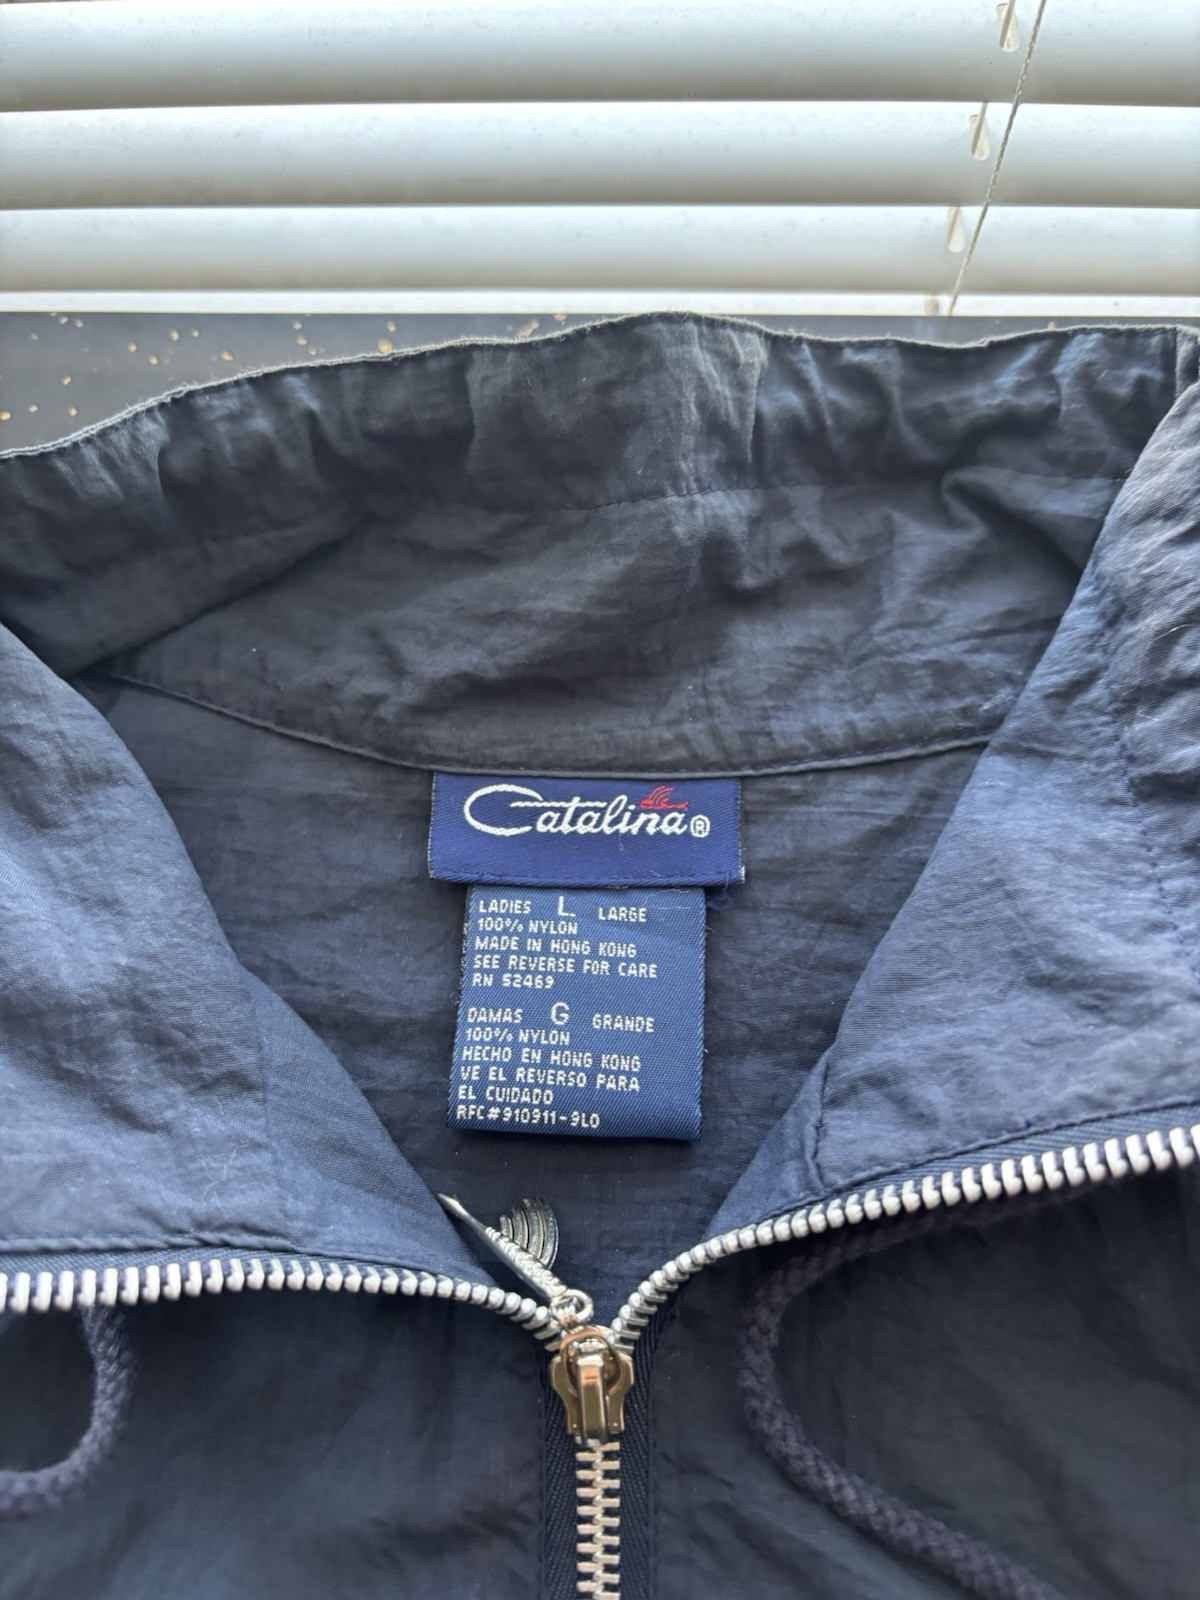 Catalina®
LADIES L LARGE
100% NYLON
MADE IN HONG KONG
SEE REVERSE FOR CARE
RN 52469
DAMAS G GRANDE
100% NYLON
HECHO EN HONG KONG
VE EL REVERSO PARA
EL CUIDADO
RFC#910911-9L0